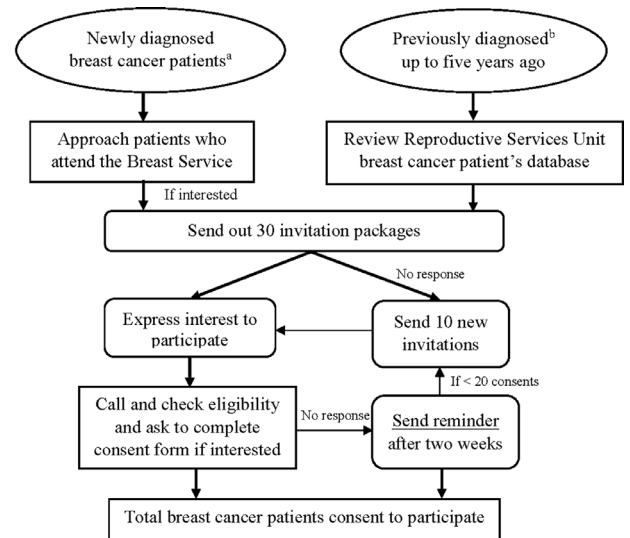 Newly diagnosed
breast cancer patientsᵃ
Previously diagnosedᵇ
up to five years ago
Approach patients who
attend the Breast Service
Review Reproductive Services Unit
breast cancer patient's database
If interested
Send out 30 invitation packages
No response
Express interest to
participate
Send 10 new
invitations
If < 20 consents
Call and check eligibility
and ask to complete
consent form if interested
No response
Send reminder
after two weeks
Total breast cancer patients consent to participate